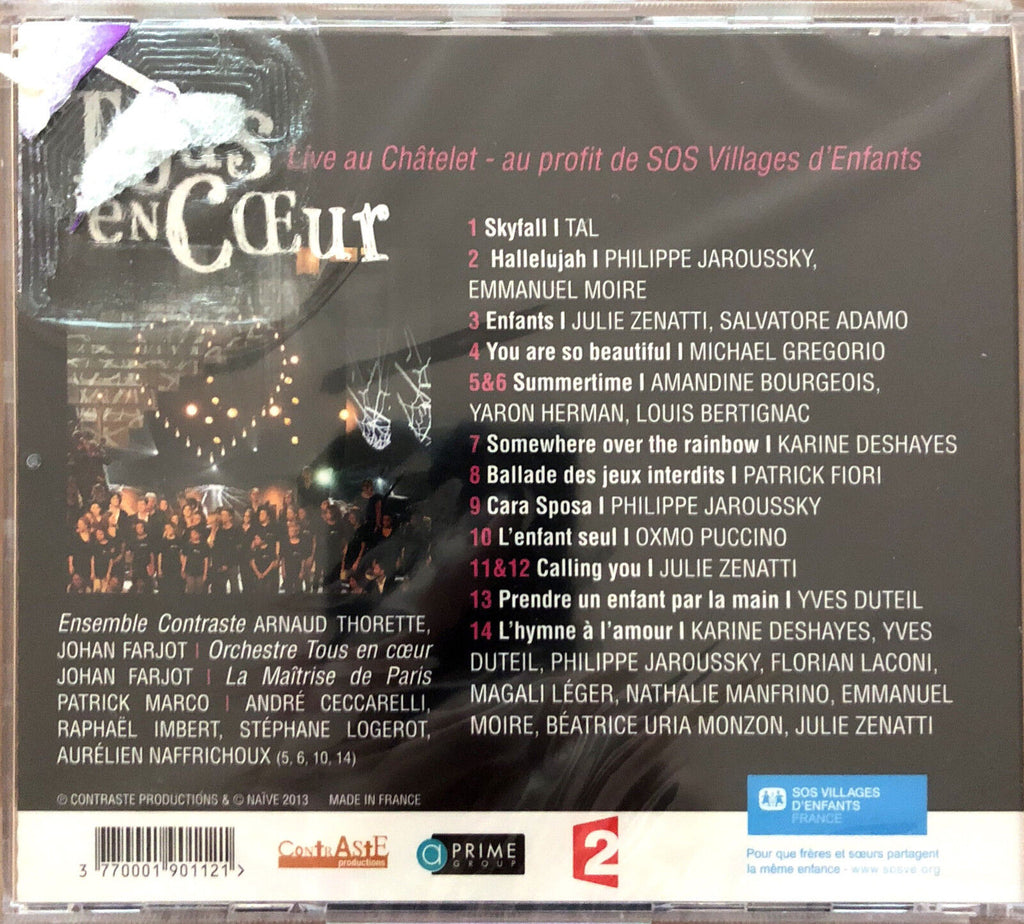 en Cœur
Live au Châtelet - au profit de SOS Villages d'Enfants
1 Skyfall I TAL
2 Hallelujah I PHILIPPE JAROUSSKY,
EMMANUEL MOIRE
3 Enfants I JULIE ZENATTI, SALVATORE ADAMO
4 You are so beautiful I MICHAEL GREGORIO
5&6 Summertime I AMANDINE BOURGEOIS,
YARON HERMAN, LOUIS BERTIGNAC
7 Somewhere over the rainbow I KARINE DESHAYES
8 Ballade des jeux interdits I PATRICK FIORI
9 Cara Sposa I PHILIPPE JAROUSSKY
10 L'enfant seul I OXMO PUCCINO
11&12 Calling you I JULIE ZENATTI
13 Prendre un enfant par la main I YVES DUTEIL
14 L'hymne à l'amour I KARINE DESHAYES, YVES
DUTEIL, PHILIPPE JAROUSSKY, FLORIAN LACONI,
MAGALI LÉGER, NATHALIE MANFRINO, EMMANUEL
MOIRE, BÉATRICE URIA MONZON, JULIE ZENATTI
Ensemble Contraste ARNAUD THORETTE,
JOHAN FARJOT | Orchestre Tous en cœur
JOHAN FARJOT | La Maîtrise de Paris
PATRICK MARCO | ANDRÉ CECCARELLI,
RAPHAËL IMBERT, STÉPHANE LOGEROT,
AURÉLIEN NAFFRICHOUX (5, 6, 10, 14)
℗ CONTRASTE PRODUCTIONS & © NAÏVE 2013 MADE IN FRANCE
3 770001 901121 >
CONTRASTE
productions
a PRIME
GROUP
2
SOS VILLAGES
D'ENFANTS
FRANCE
Pour que frères et sœurs partagent
la même enfance - www.sosve.org